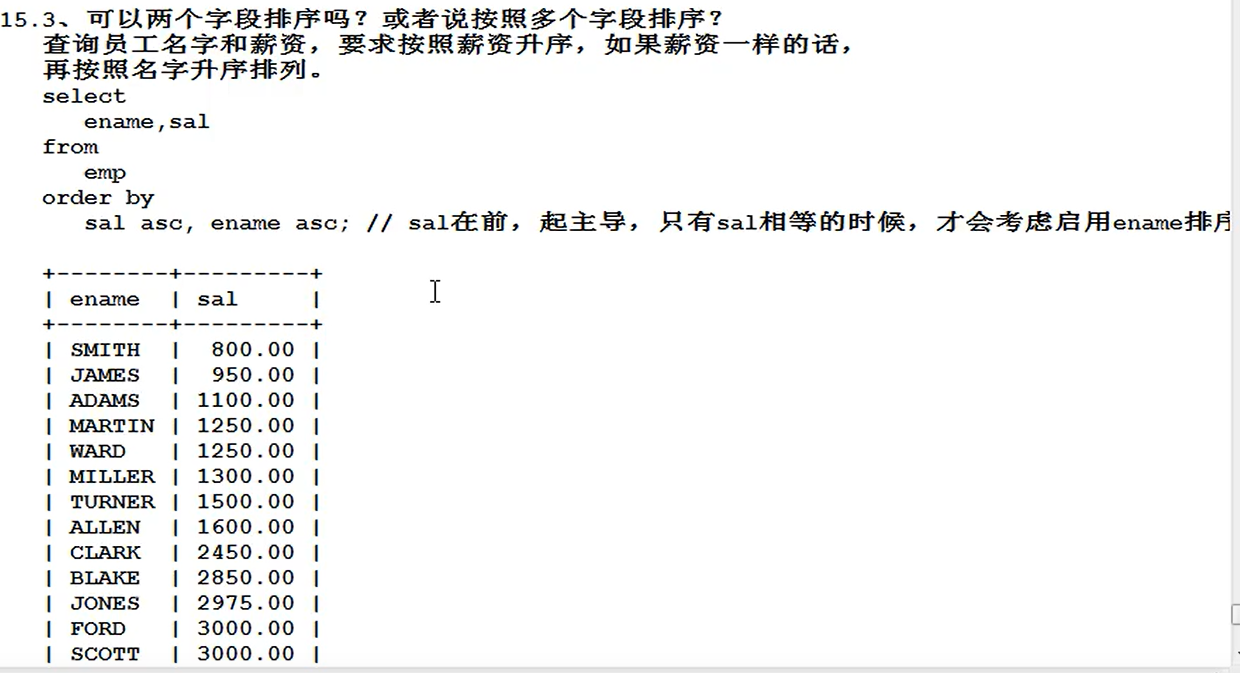 15.3、可以两个字段排序吗？或者说按照多个字段排序？
查询员工名字和薪资，要求按照薪资升序，如果薪资一样的话，
再按照名字升序排列。
select
ename,sal
from
emp
order by
sal asc, ename asc; // sal在前，起主导，只有sal相等的时候，才会考虑启用ename排序
+--------+---------+
| ename  | sal     |
+--------+---------+
| SMITH  |  800.00 |
| JAMES  |  950.00 |
| ADAMS  | 1100.00 |
| MARTIN | 1250.00 |
| WARD   | 1250.00 |
| MILLER | 1300.00 |
| TURNER | 1500.00 |
| ALLEN  | 1600.00 |
| CLARK  | 2450.00 |
| BLAKE  | 2850.00 |
| JONES  | 2975.00 |
| FORD   | 3000.00 |
| SCOTT  | 3000.00 |